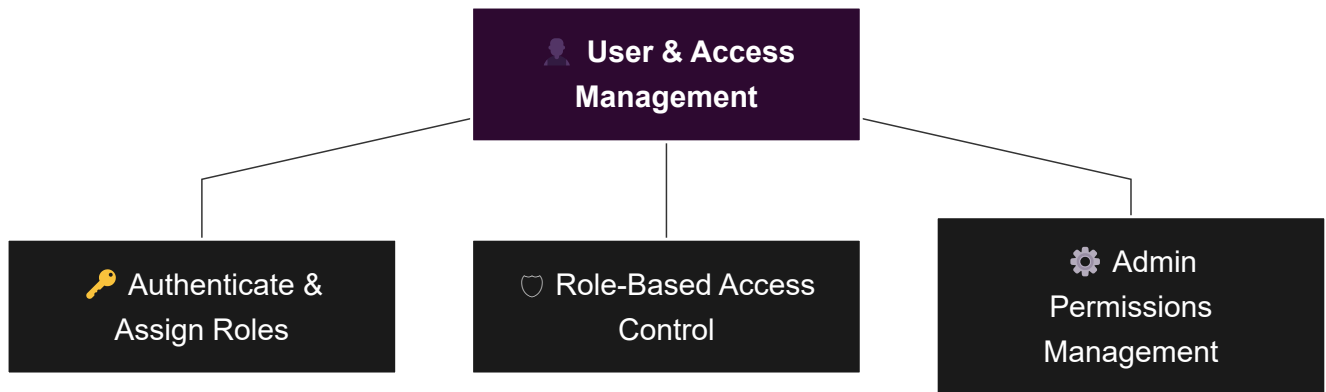 User & Access
Management
Authenticate &
Assign Roles
Role-Based Access
Control
Admin
Permissions
Management